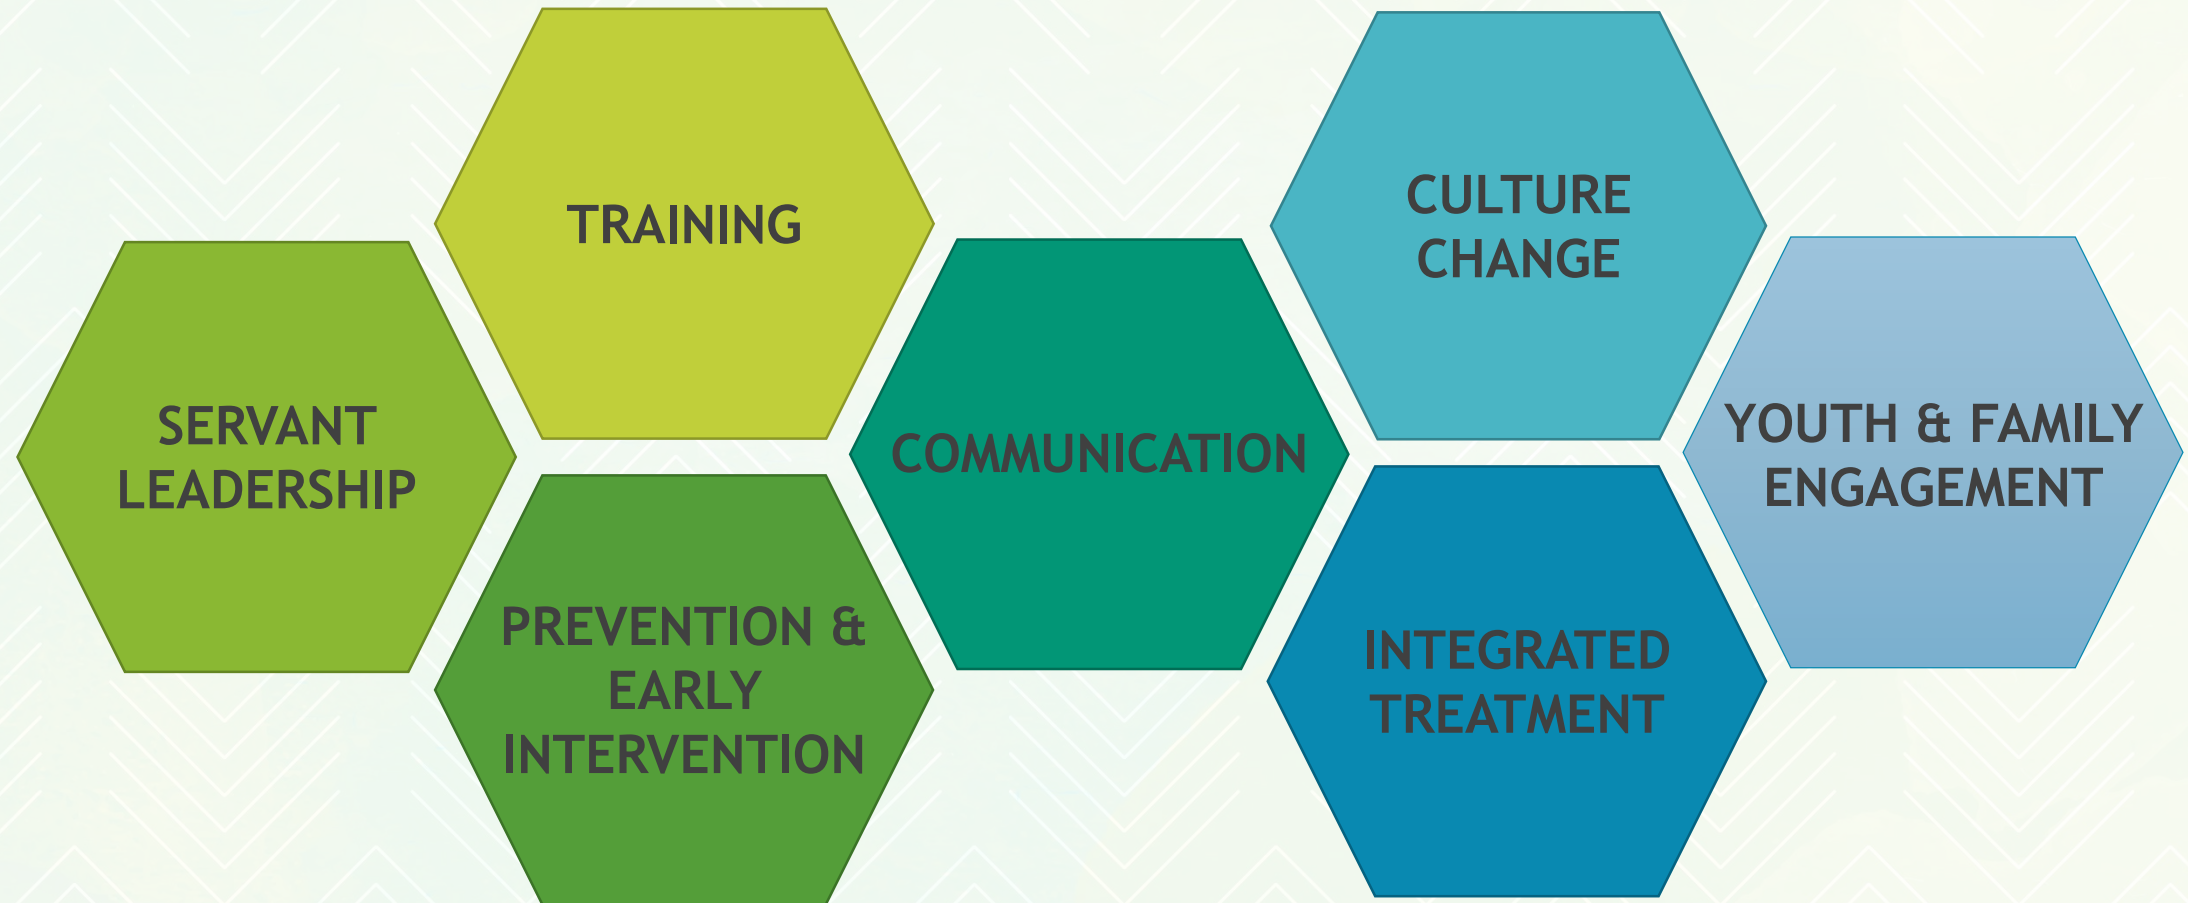 SERVANT
LEADERSHIP
TRAINING
PREVENTION &
EARLY
INTERVENTION
COMMUNICATION
CULTURE
CHANGE
INTEGRATED
TREATMENT
YOUTH & FAMILY
ENGAGEMENT